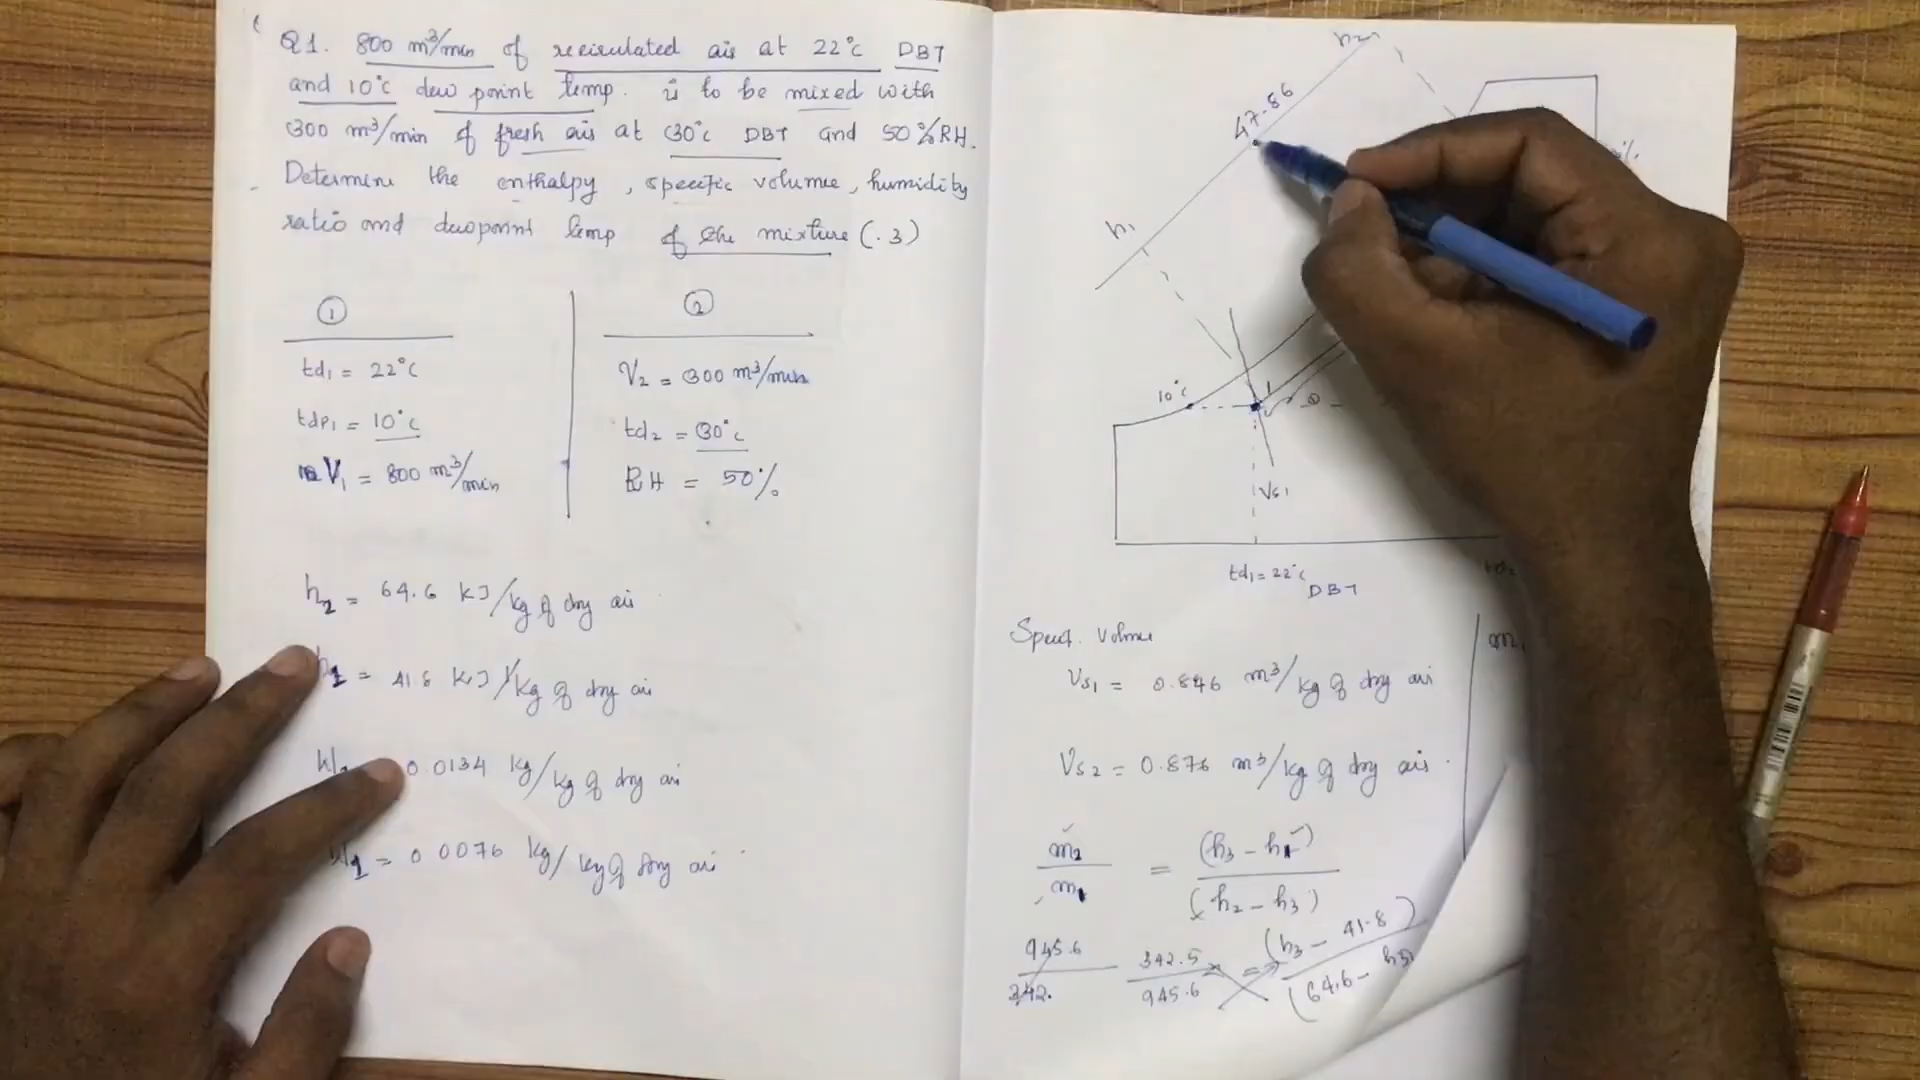 Q1. 800 m³/min of recirculated air at 22°C DBT
and 10°C dew point temp. is to be mixed with
300 m³/min of fresh air at 30°C DBT and 50% RH.
Determine the enthalpy, specific volume, humidity
ratio and dewpoint temp of the mixture (.3)
①
td₁ = 22°C
tdp₁ = 10°C
V₁ = 800 m³/min
②
V₂ = 300 m³/min
td₂ = 30°C
RH = 50%
h₂ = 64.6 kJ/kg of dry air
h₁ = 41.8 kJ/kg of dry air
0.0134 kg/kg of dry air
= 0.0076 kg/kg of dry air
h₂
47.86
h₁
10°C
1
③
Vs₁
td₁ = 22°C
td₂
DBT
Specf. Volume
Vs₁ = 0.846 m³/kg of dry air
Vs₂ = 0.876 m³/kg of dry air.
m₂/m₁ = (h₃ - h₁)/(h₂ - h₃)
945.6/342.
342.5/945.6 = (h₃ - 41.8)/(64.6 - h₃)